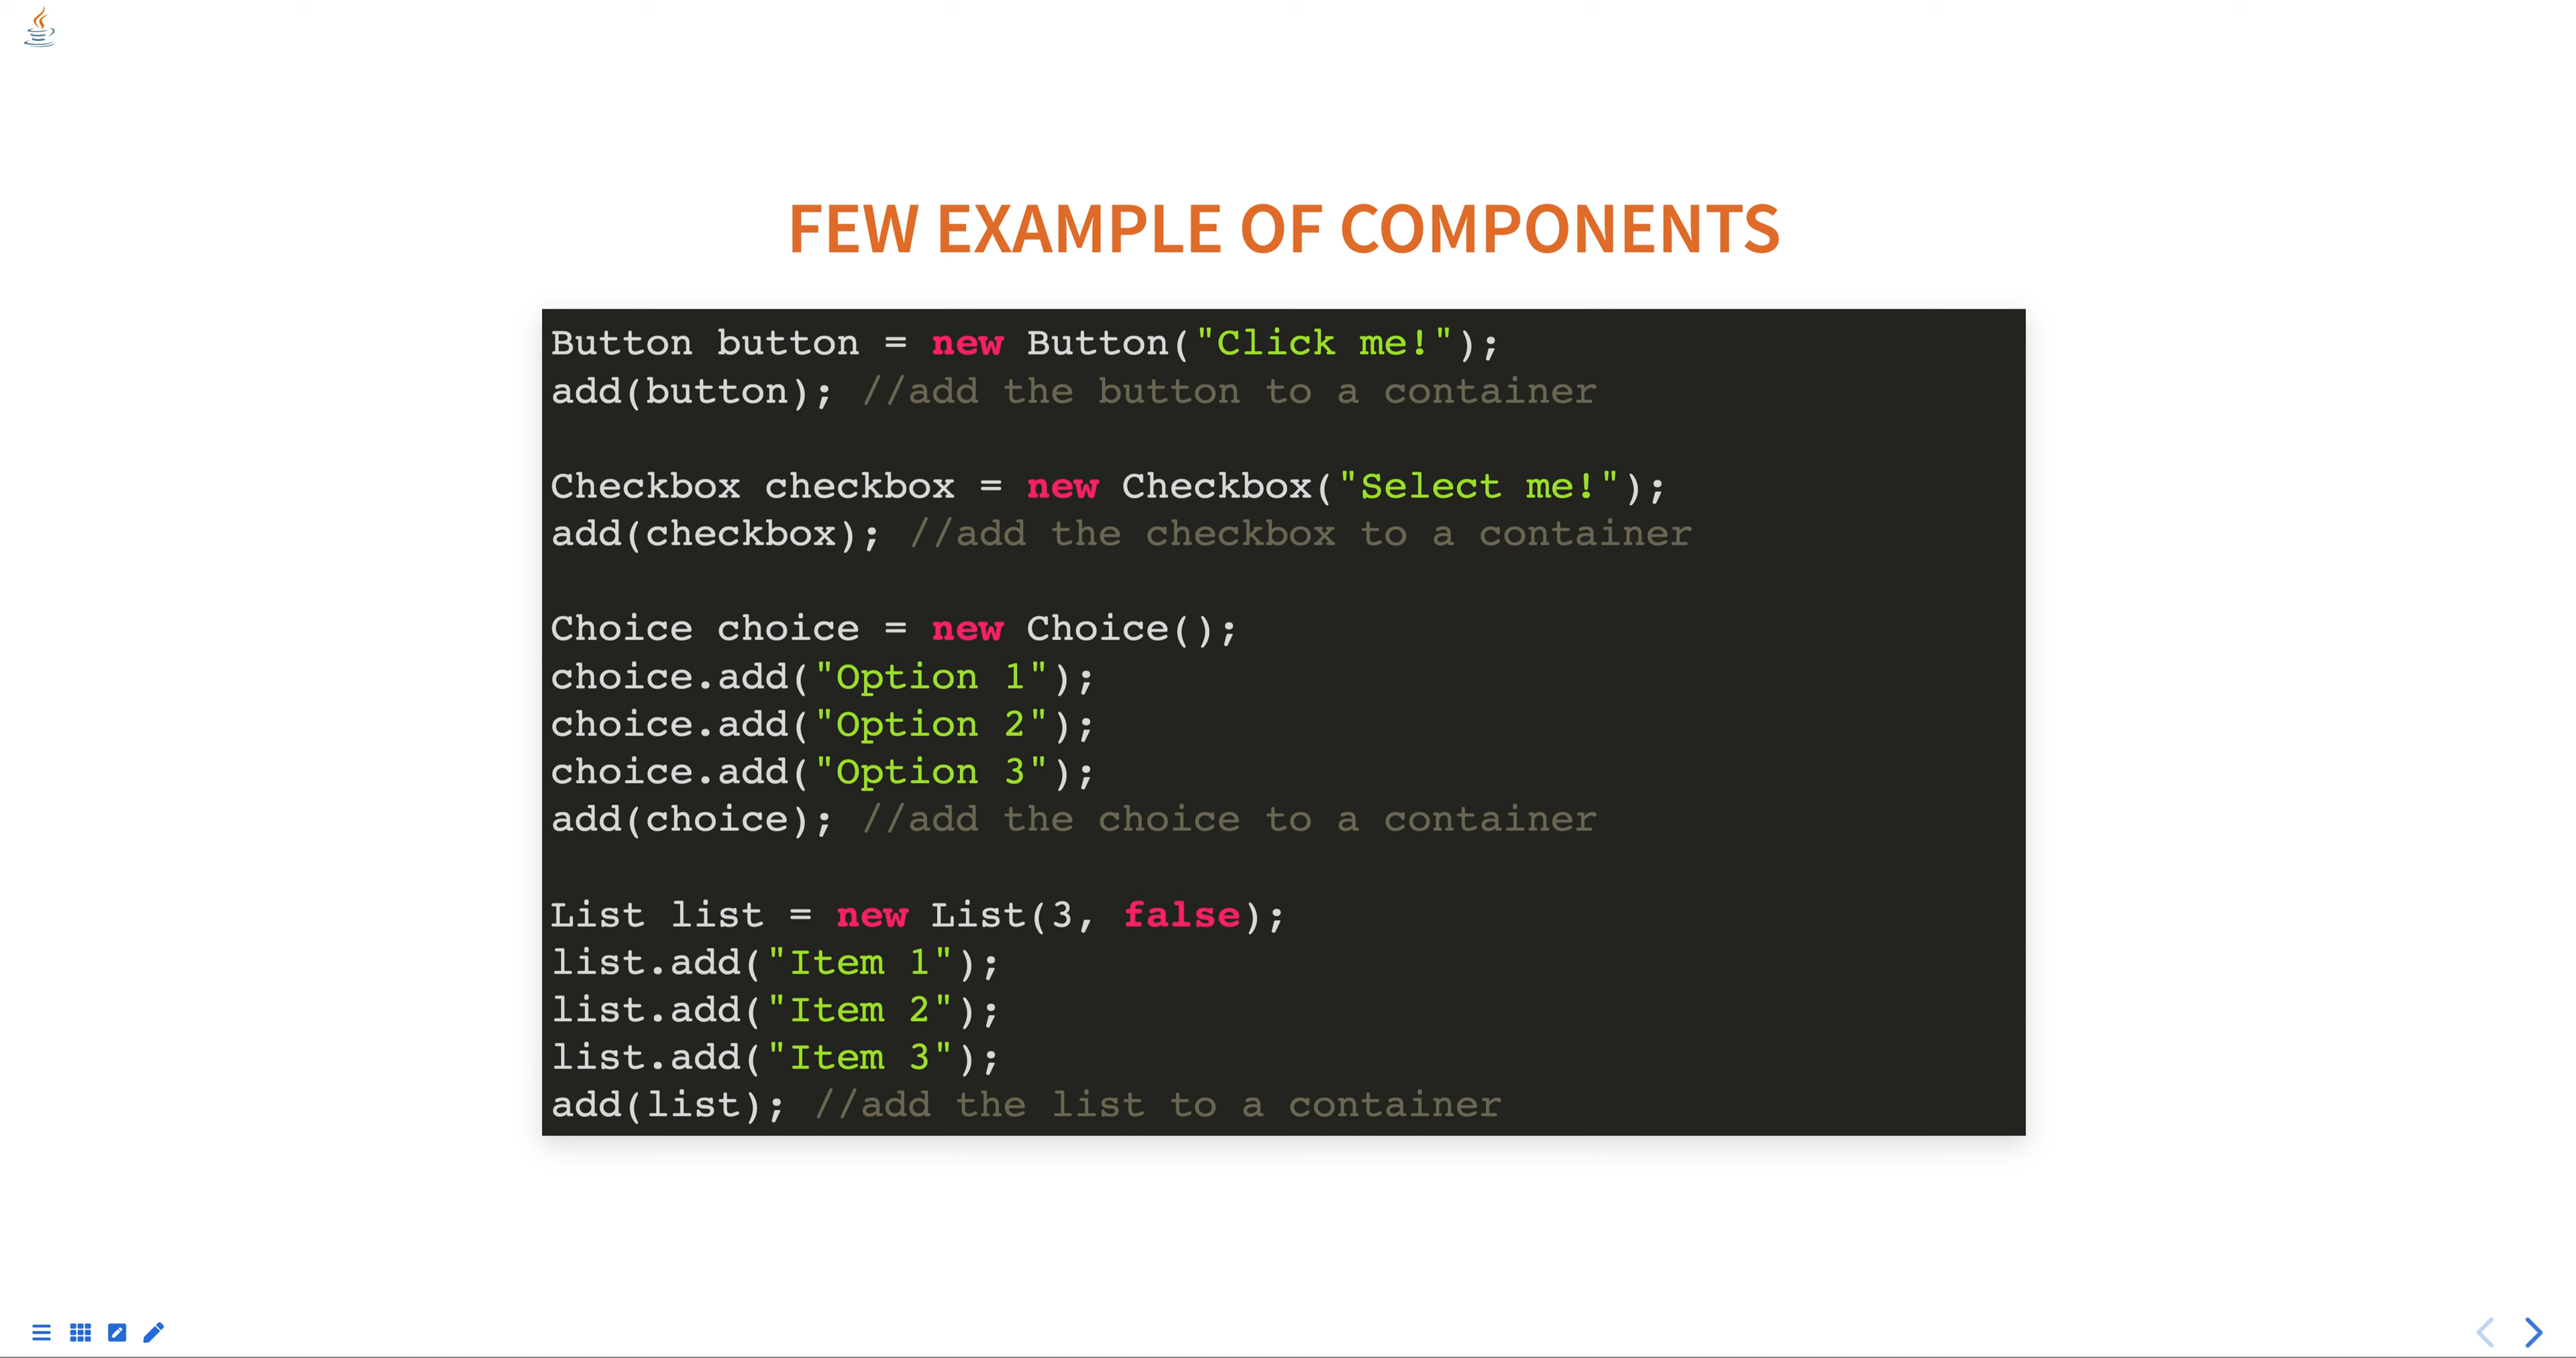 FEW EXAMPLE OF COMPONENTS
Button button = new Button("Click me!");
add(button); //add the button to a container
Checkbox checkbox = new Checkbox("Select me!");
add(checkbox); //add the checkbox to a container
Choice choice = new Choice();
choice.add("Option 1");
choice.add("Option 2");
choice.add("Option 3");
add(choice); //add the choice to a container
List list = new List(3, false);
list.add("Item 1");
list.add("Item 2");
list.add("Item 3");
add(list); //add the list to a container